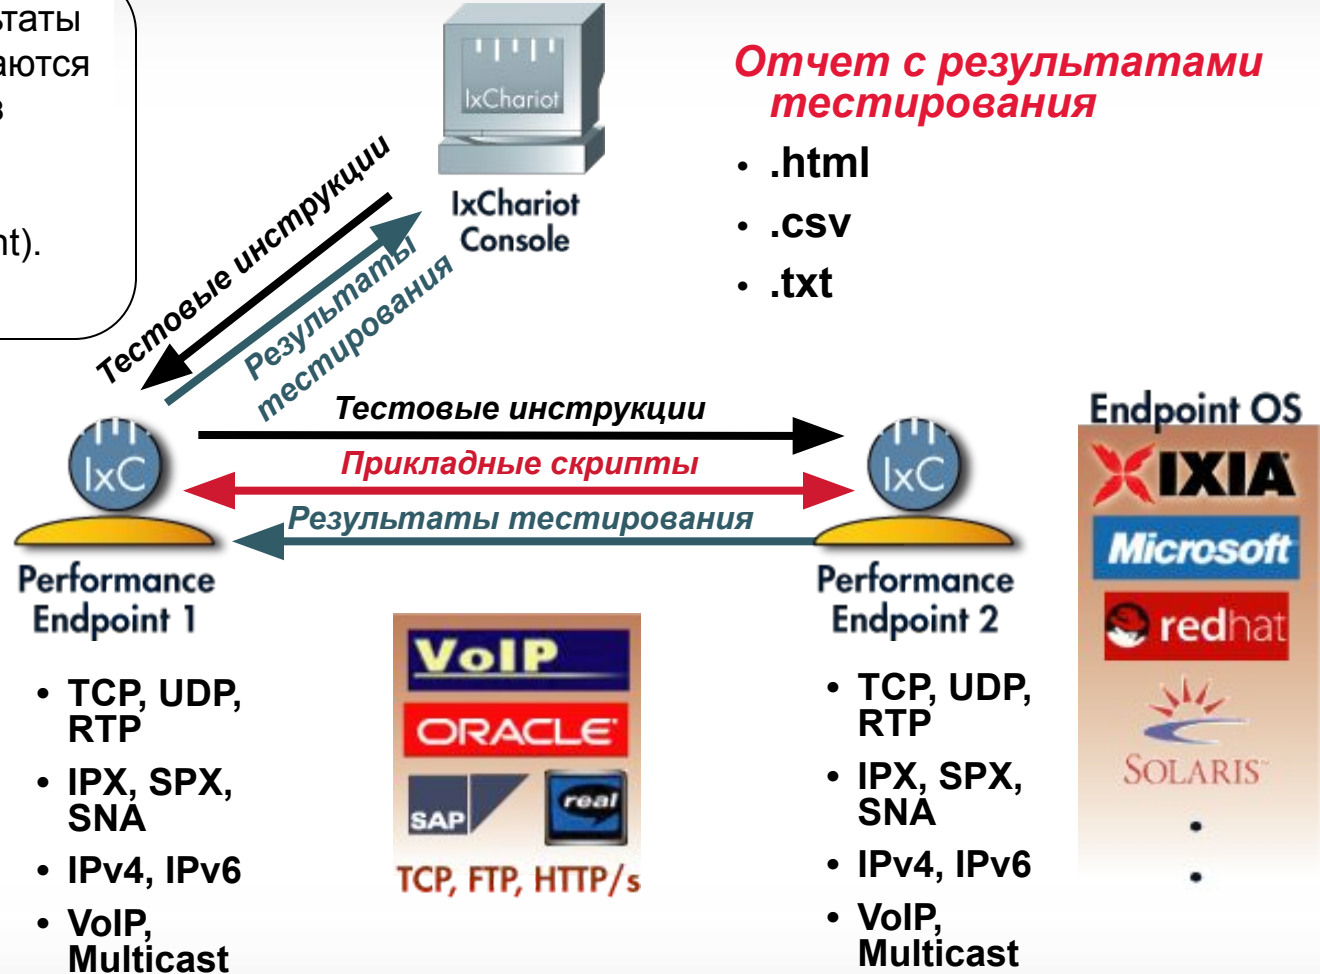 ьтаты
аются
в
nt).
IxChariot
IxChariot
Console
Отчет с результатами
тестирования
• .html
• .csv
• .txt
Тестовые инструкции
Результаты
тестирования
Тестовые инструкции
Прикладные скрипты
Результаты тестирования
IxC
Performance
Endpoint 1
• TCP, UDP,
RTP
• IPX, SPX,
SNA
• IPv4, IPv6
• VoIP,
Multicast
VoIP
ORACLE
SAP
real
TCP, FTP, HTTP/s
IxC
Performance
Endpoint 2
• TCP, UDP,
RTP
• IPX, SPX,
SNA
• IPv4, IPv6
• VoIP,
Multicast
Endpoint OS
IXIA
Microsoft
redhat
SOLARIS
•
•